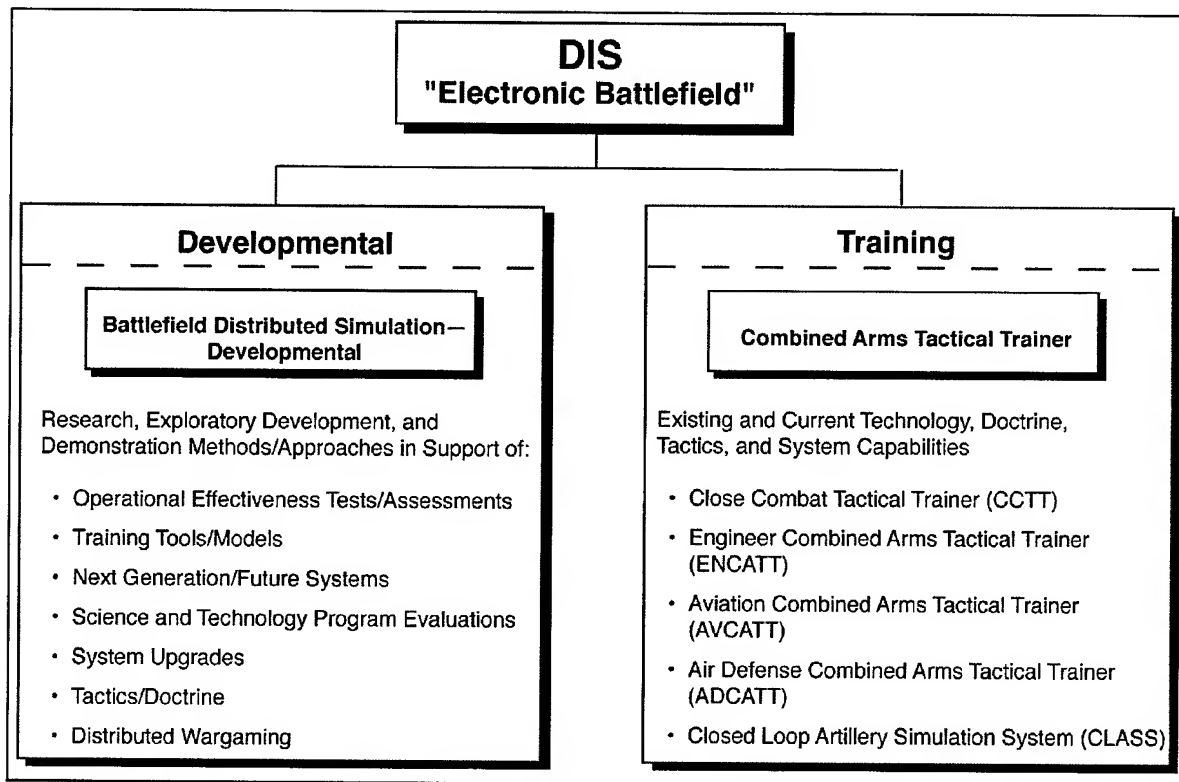 DIS
"Electronic Battlefield"
Developmental
Battlefield Distributed Simulation—
Developmental
Research, Exploratory Development, and
Demonstration Methods/Approaches in Support of:
• Operational Effectiveness Tests/Assessments
• Training Tools/Models
• Next Generation/Future Systems
• Science and Technology Program Evaluations
• System Upgrades
• Tactics/Doctrine
• Distributed Wargaming
Training
Combined Arms Tactical Trainer
Existing and Current Technology, Doctrine,
Tactics, and System Capabilities
• Close Combat Tactical Trainer (CCTT)
• Engineer Combined Arms Tactical Trainer
(ENCATT)
• Aviation Combined Arms Tactical Trainer
(AVCATT)
• Air Defense Combined Arms Tactical Trainer
(ADCATT)
• Closed Loop Artillery Simulation System (CLASS)